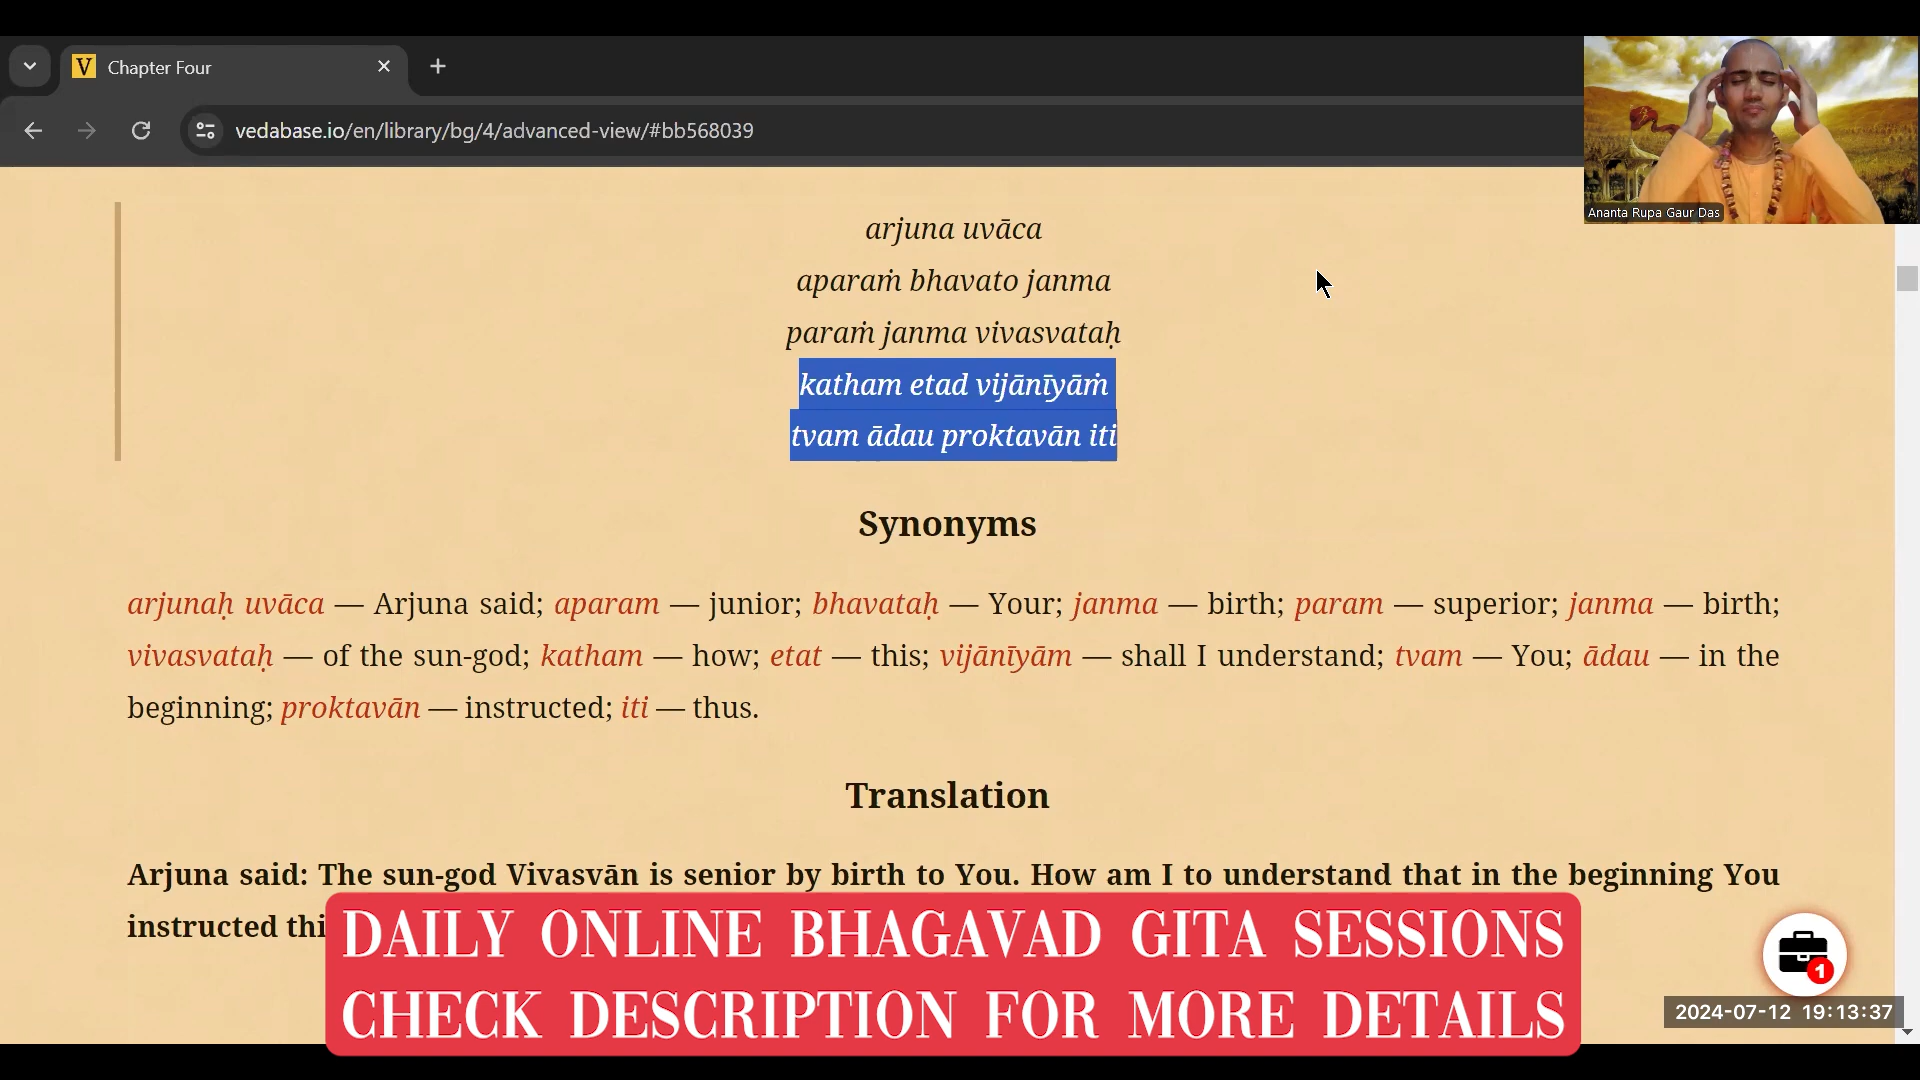 Chapter Four
vedabase.io/en/library/bg/4/advanced-view/#bb568039
Ananta Rupa Gaur Das
arjuna uvāca
aparaṁ bhavato janma
paraṁ janma vivasvataḥ
katham etad vijānīyāṁ
tvam ādau proktavān iti
Synonyms
arjunaḥ uvāca — Arjuna said; aparam — junior; bhavataḥ — Your; janma — birth; param — superior; janma — birth;
vivasvataḥ — of the sun-god; katham — how; etat — this; vijānīyām — shall I understand; tvam — You; ādau — in the
beginning; proktavān — instructed; iti — thus.
Translation
Arjuna said: The sun-god Vivasvān is senior by birth to You. How am I to understand that in the beginning You
instructed thi
DAILY ONLINE BHAGAVAD GITA SESSIONS
CHECK DESCRIPTION FOR MORE DETAILS
1
2024-07-12 19:13:37